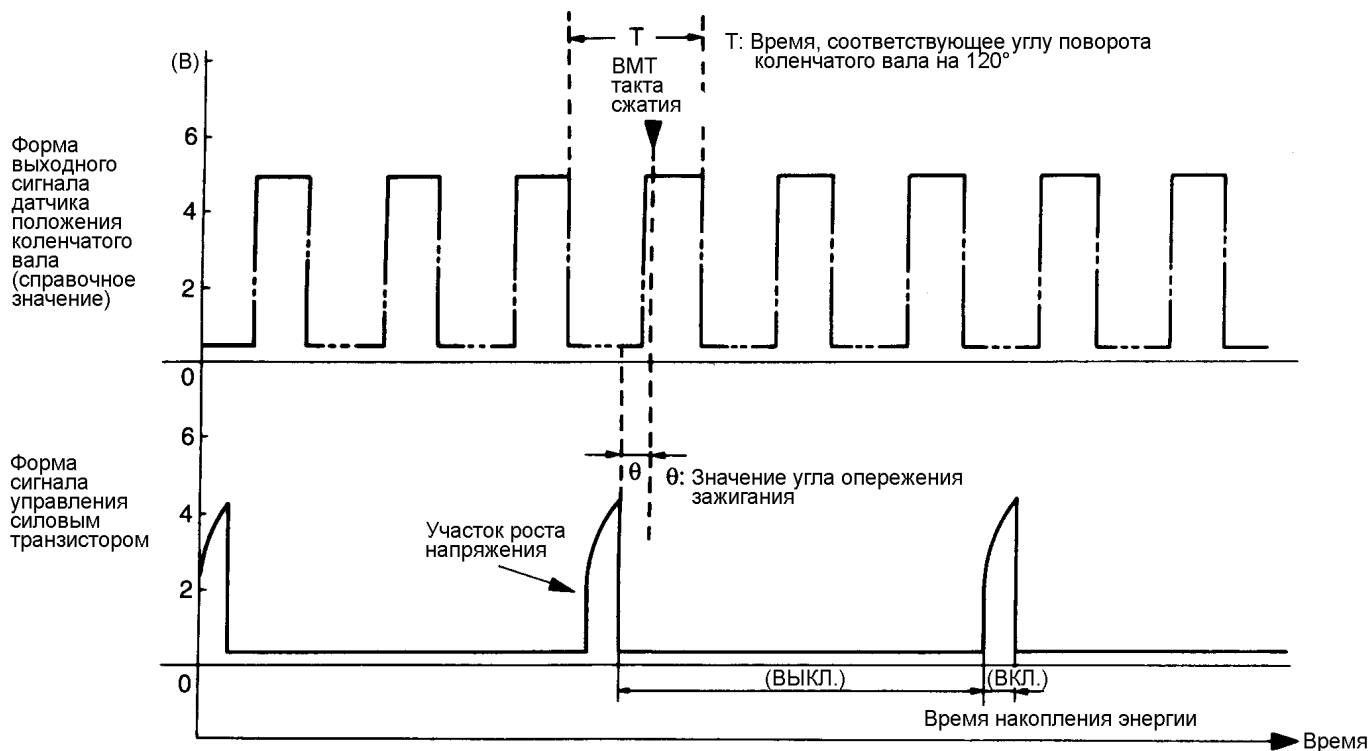 T
T: Время, соответствующее углу поворота
коленчатого вала на 120°
(В)
ВМТ
такта
сжатия
Форма
выходного
сигнала
датчика
положения
коленчатого
вала
(справочное
значение)
6
4
2
0
Форма
сигнала
управления
силовым
транзистором
6
4
2
0
θ
θ: Значение угла опережения
зажигания
Участок роста
напряжения
(ВЫКЛ.)
(ВКЛ.)
Время накопления энергии
Время